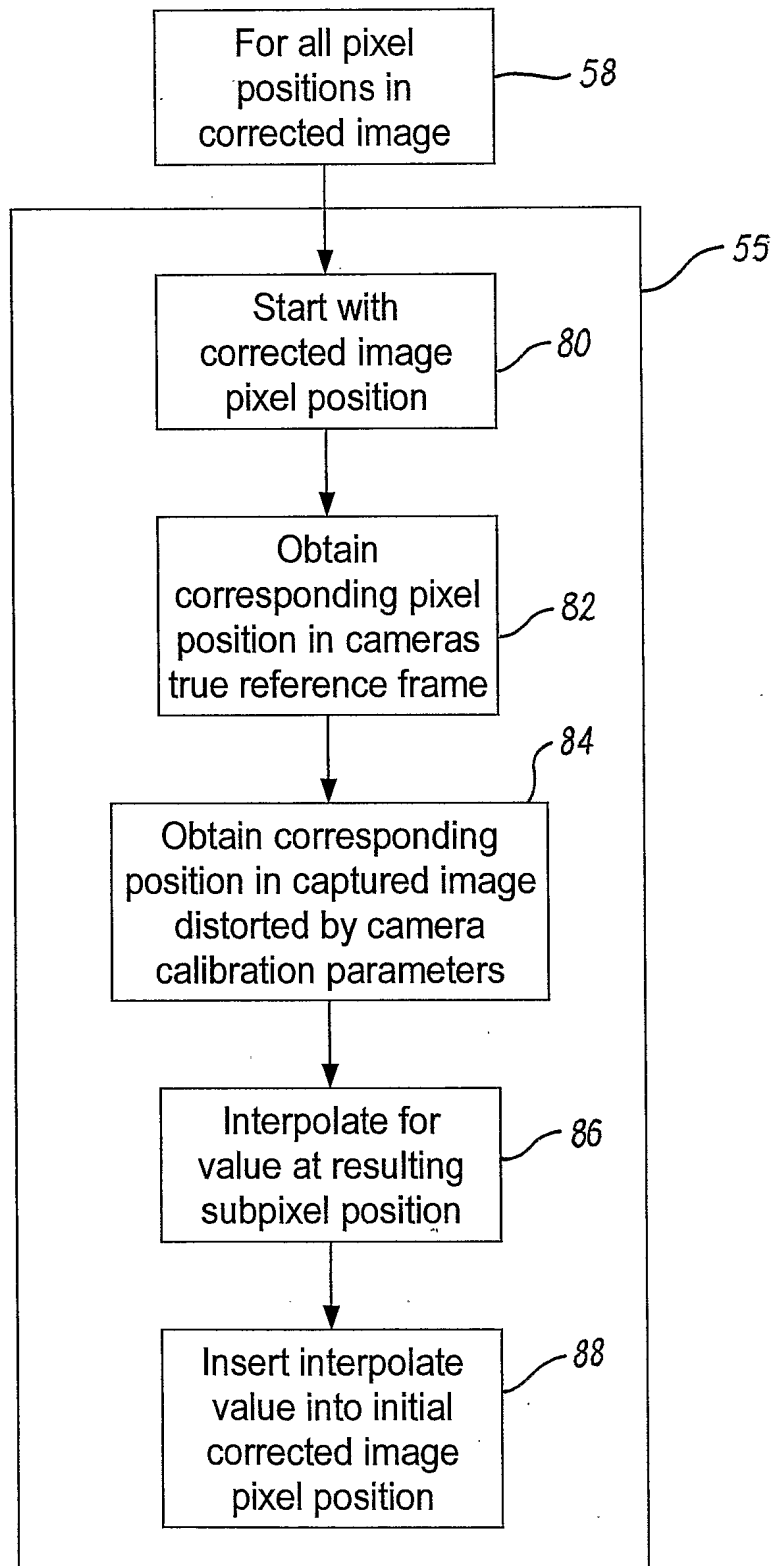 For all pixel
positions in
corrected image
58
55
Start with
corrected image
pixel position
80
Obtain
corresponding pixel
position in cameras
true reference frame
82
84
Obtain corresponding
position in captured image
distorted by camera
calibration parameters
Interpolate for
value at resulting
subpixel position
86
Insert interpolate
value into initial
corrected image
pixel position
88